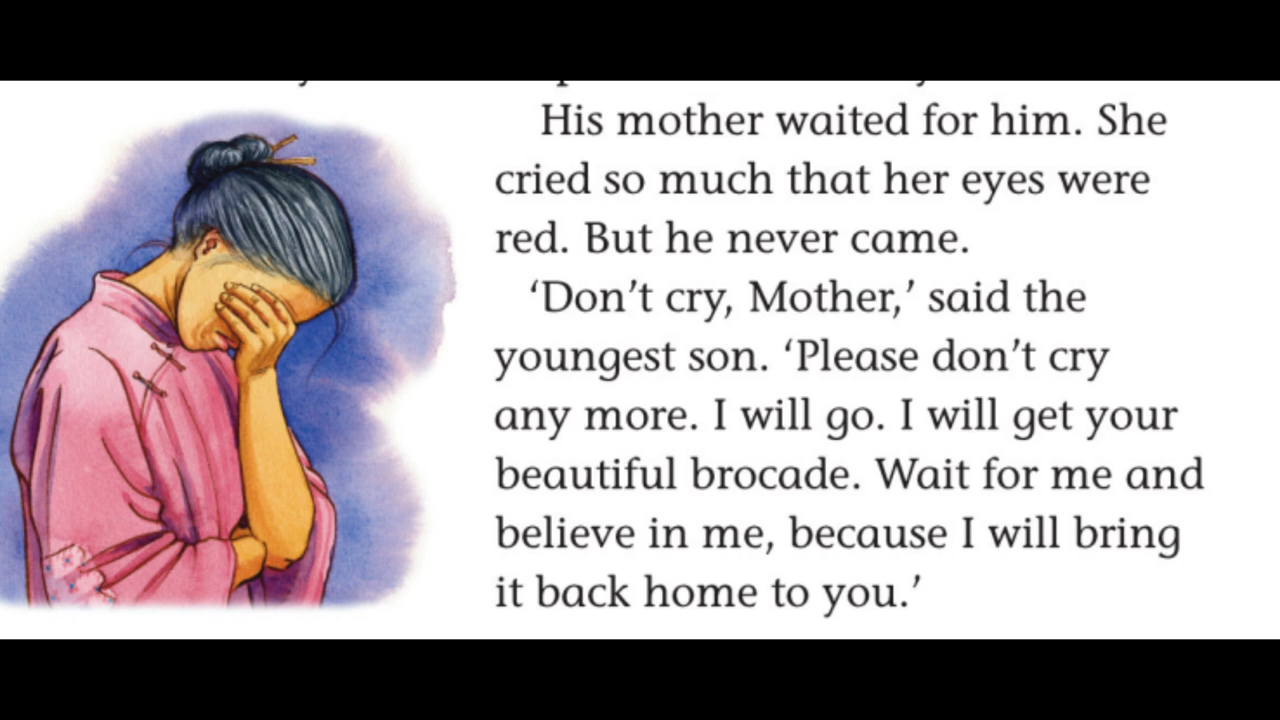 His mother waited for him. She
cried so much that her eyes were
red. But he never came.
‘Don’t cry, Mother,’ said the
youngest son. ‘Please don’t cry
any more. I will go. I will get your
beautiful brocade. Wait for me and
believe in me, because I will bring
it back home to you.’